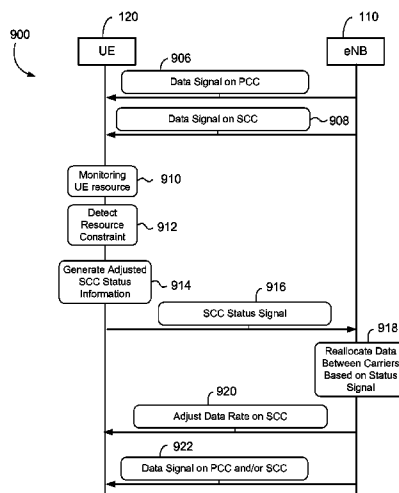 900
120
110
UE
eNB
906
Data Signal on PCC
Data Signal on SCC
908
Monitoring
UE resource
910
Detect
Resource
Constraint
912
Generate Adjusted
SCC Status
Information
914
916
SCC Status Signal
918
Reallocate Data
Between Carriers
Based on Status
Signal
920
Adjust Data Rate on SCC
922
Data Signal on PCC and/or SCC